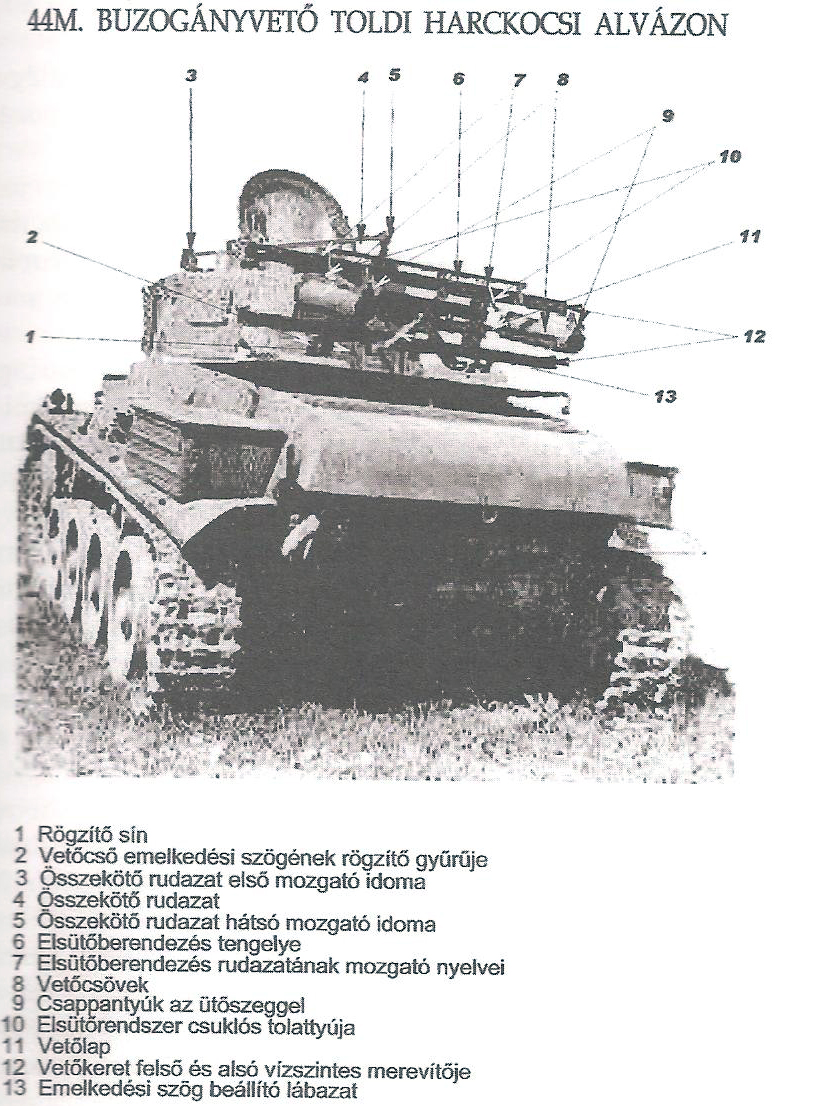 44M. BUZOGÁNYVETŐ TOLDI HARCKOCSI ALVÁZON
3
4
5
6
7
8
9
10
2
11
1
12
13
1 Rögzítő sín
2 Vetőcső emelkedési szögének rögzítő gyűrűje
3 Összekötő rudazat első mozgató idoma
4 Összekötő rudazat
5 Összekötő rudazat hátsó mozgató idoma
6 Elsütőberendezés tengelye
7 Elsütőberendezés rudazatának mozgató nyelvei
8 Vetőcsövek
9 Csappantyúk az ütőszeggel
10 Elsütőrendszer csuklós tolattyúja
11 Vetőlap
12 Vetőkeret felső és alsó vízszintes merevítője
13 Emelkedési szög beállító lábazat